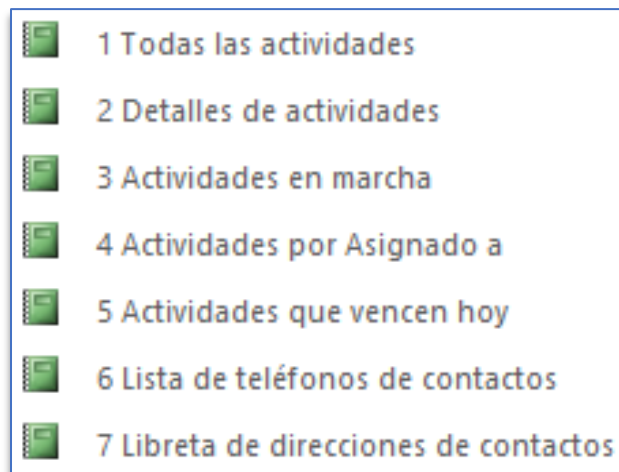 1 Todas las actividades
2 Detalles de actividades
3 Actividades en marcha
4 Actividades por Asignado a
5 Actividades que vencen hoy
6 Lista de teléfonos de contactos
7 Libreta de direcciones de contactos